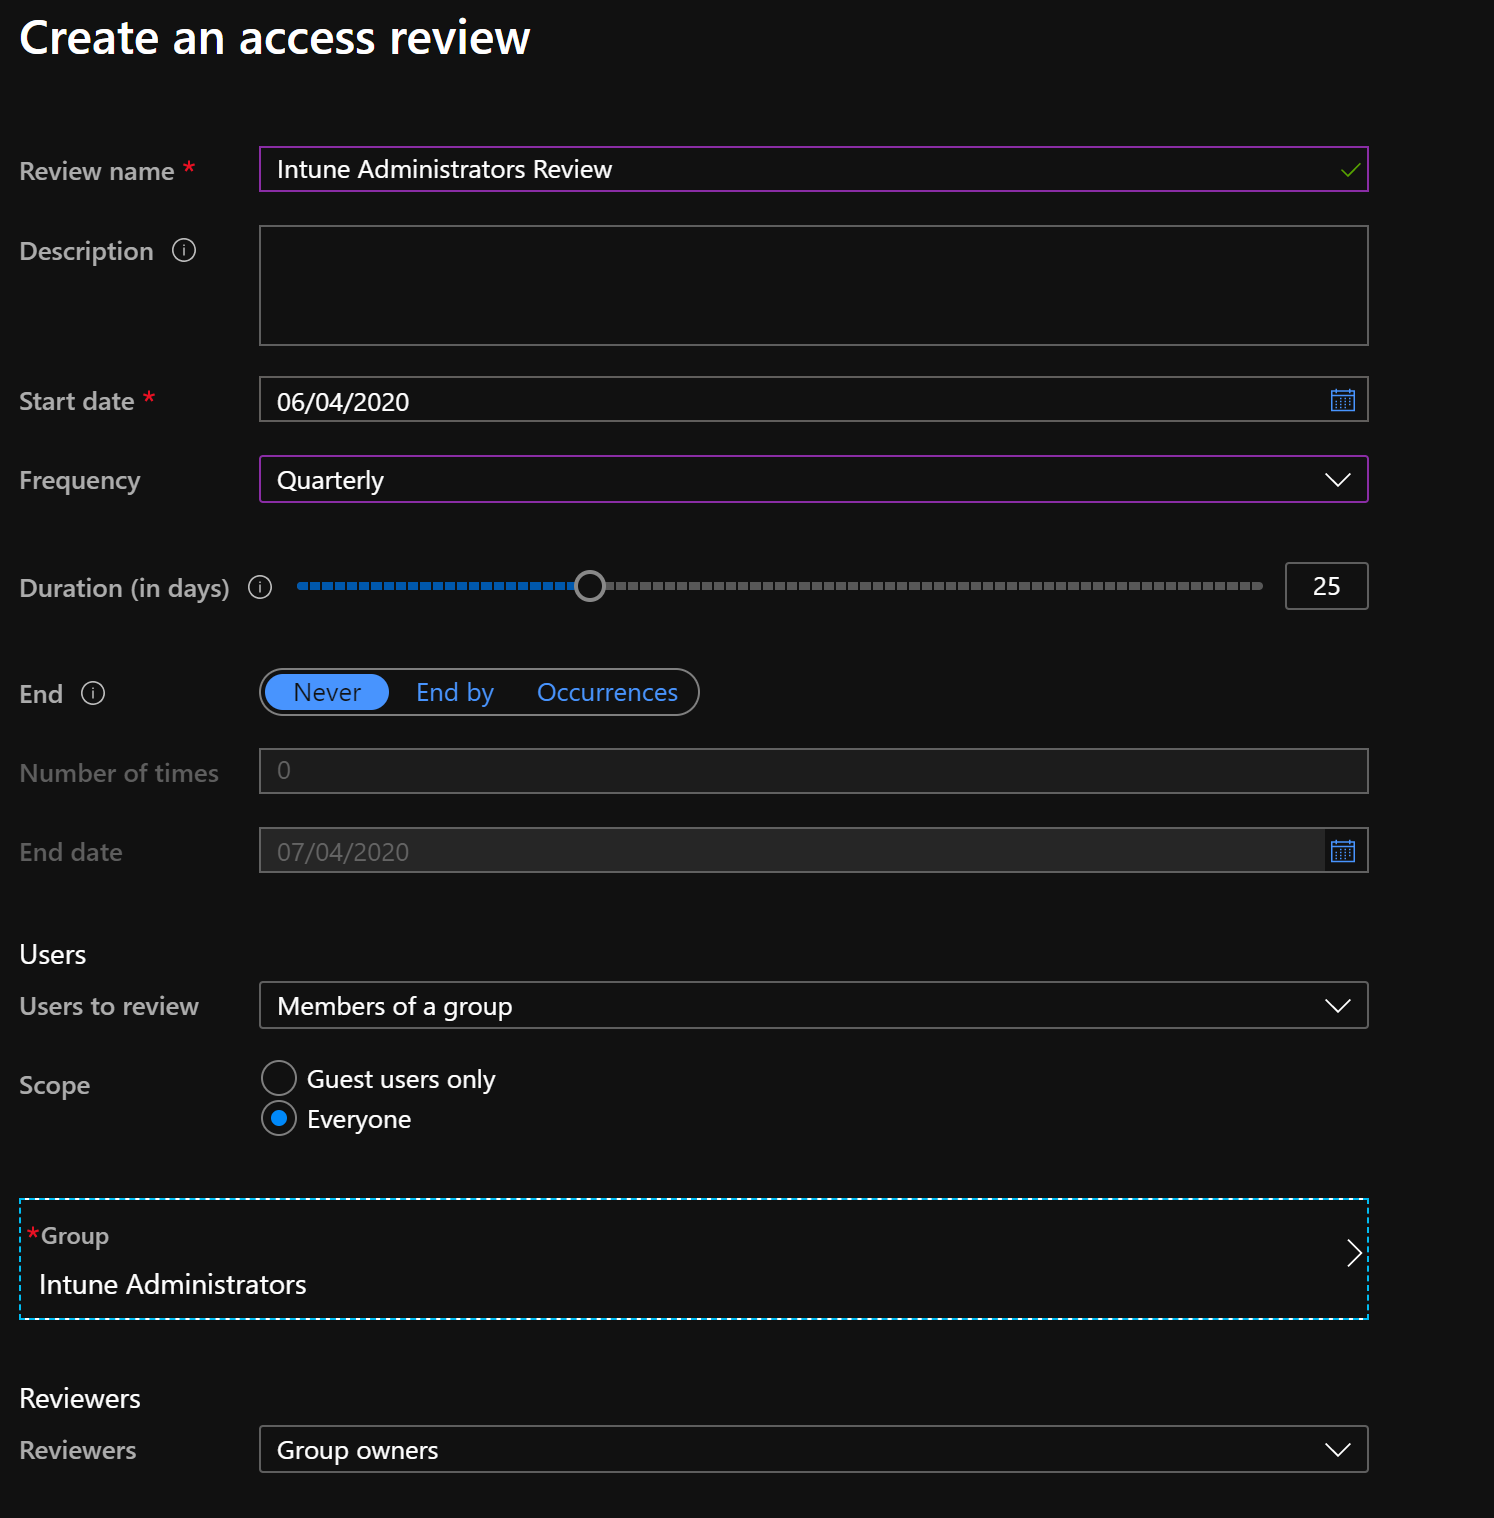 Create an access review
Review name * Intune Administrators Review
Description
Start date * 06/04/2020
Frequency Quarterly
Duration (in days) 25
End Never End by Occurrences
Number of times 0
End date 07/04/2020
Users
Users to review Members of a group
Scope Guest users only
Everyone
*Group
Intune Administrators
Reviewers
Reviewers Group owners